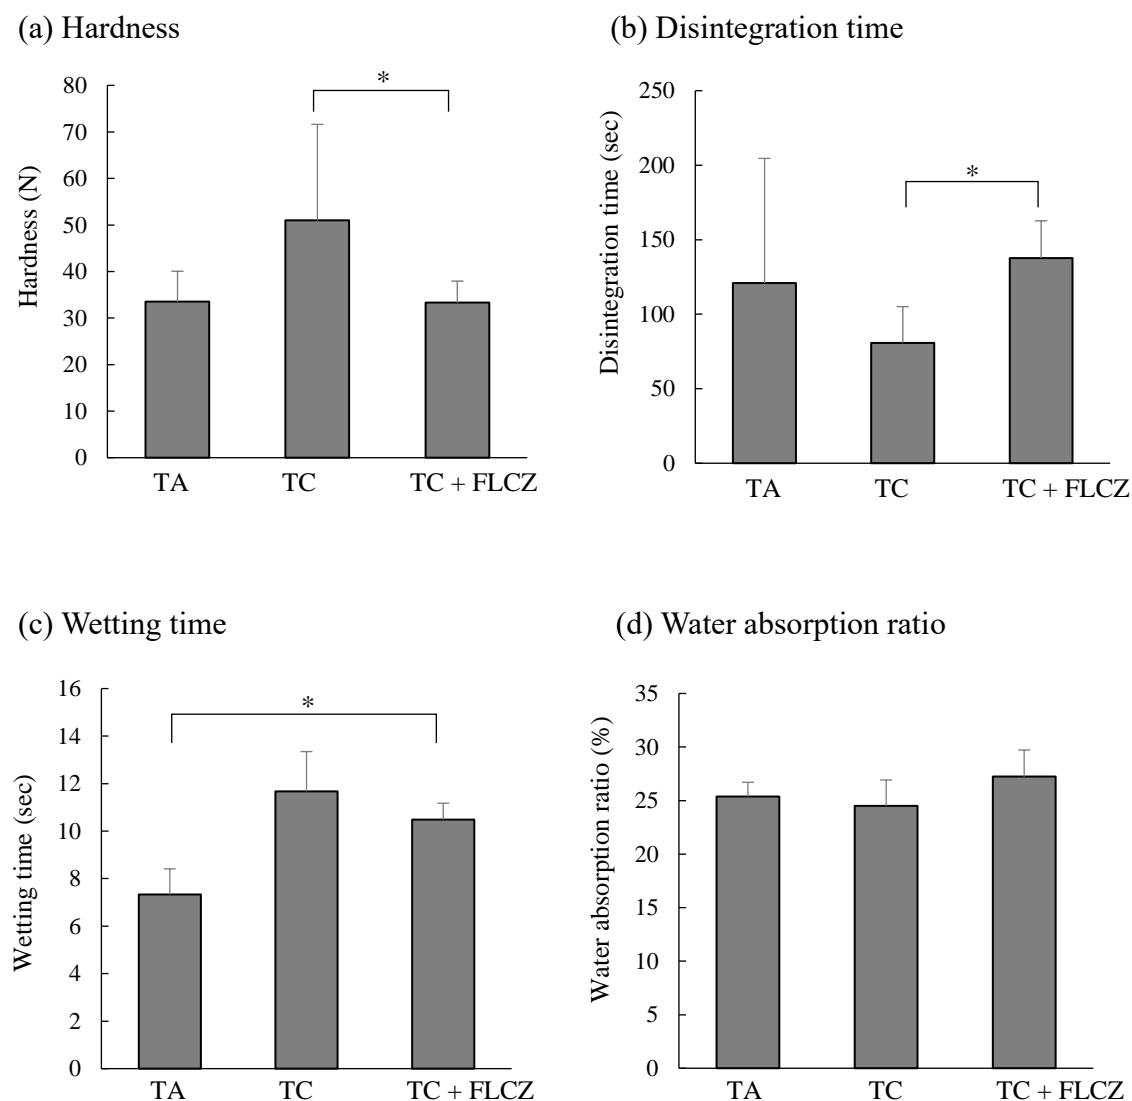 (a) Hardness
80
70
60
50
40
30
20
10
0
Hardness (N)
*
TA
TC
TC + FLCZ
(b) Disintegration time
250
200
150
100
50
0
Disintegration time (sec)
*
TA
TC
TC + FLCZ
(c) Wetting time
16
14
12
10
8
6
4
2
0
Wetting time (sec)
*
TA
TC
TC + FLCZ
(d) Water absorption ratio
35
30
25
20
15
10
5
0
Water absorption ratio (%)
TA
TC
TC + FLCZ